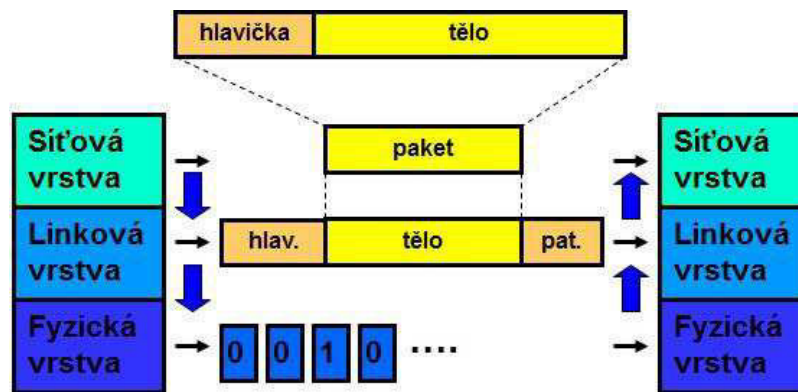 hlavička tělo
Síťová
vrstva
paket
Síťová
vrstva
Linková
vrstva
hlav. tělo pat.
Linková
vrstva
Fyzická
vrstva
0 0 1 0 ....
Fyzická
vrstva